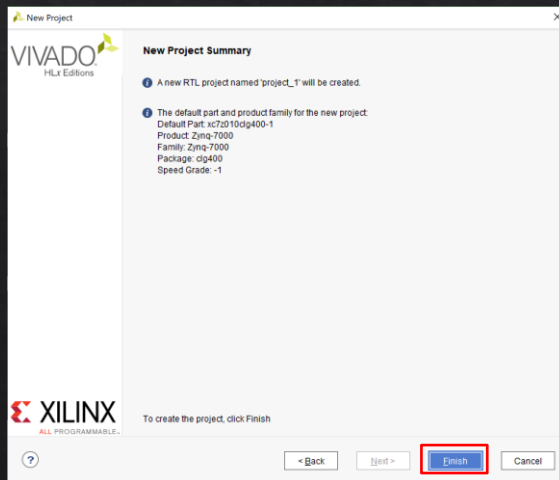 New Project
VIVADO
HLx Editions
New Project Summary
A new RTL project named 'project_1' will be created.
The default part and product family for the new project:
Default Part: xc7z010clg400-1
Product: Zynq-7000
Family: Zynq-7000
Package: clg400
Speed Grade: -1
XILINX
ALL PROGRAMMABLE.
To create the project, click Finish
?
< Back
Next >
Finish
Cancel